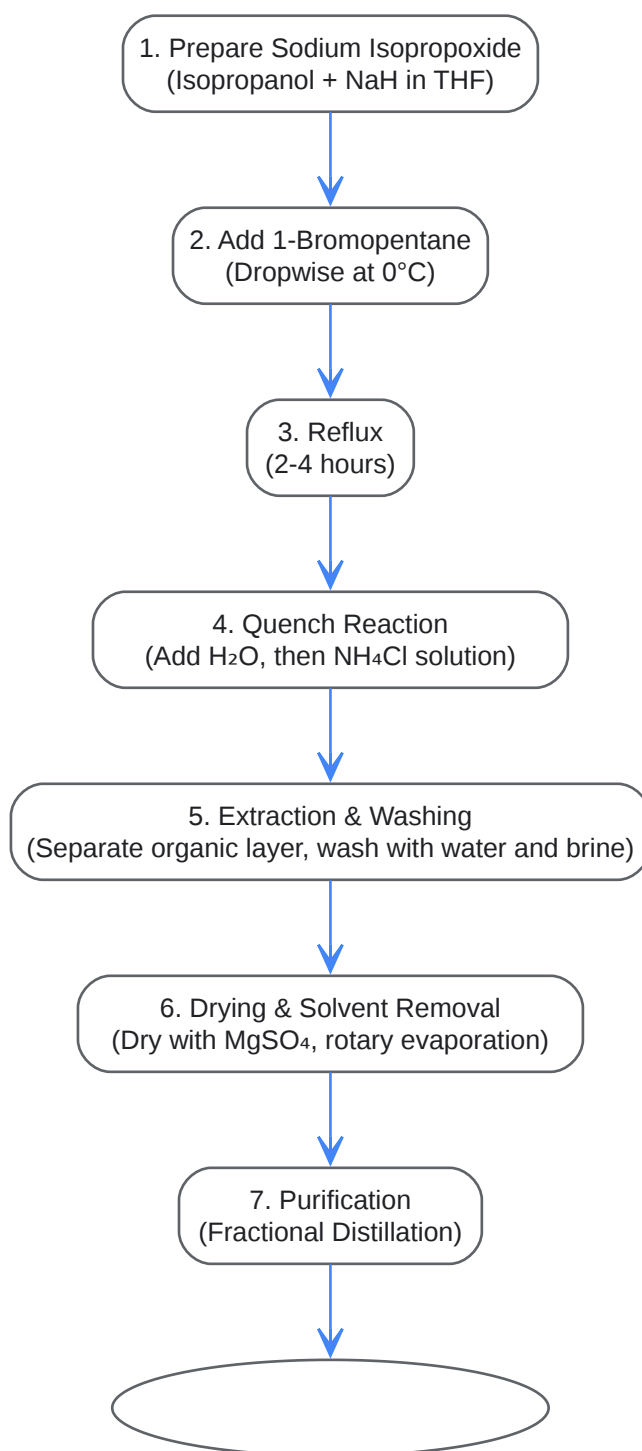 1. Prepare Sodium Isopropoxide
(Isopropanol + NaH in THF)
2. Add 1-Bromopentane
(Dropwise at 0°C)
3. Reflux
(2-4 hours)
4. Quench Reaction
(Add H₂O, then NH₄Cl solution)
5. Extraction & Washing
(Separate organic layer, wash with water and brine)
6. Drying & Solvent Removal
(Dry with MgSO₄, rotary evaporation)
7. Purification
(Fractional Distillation)